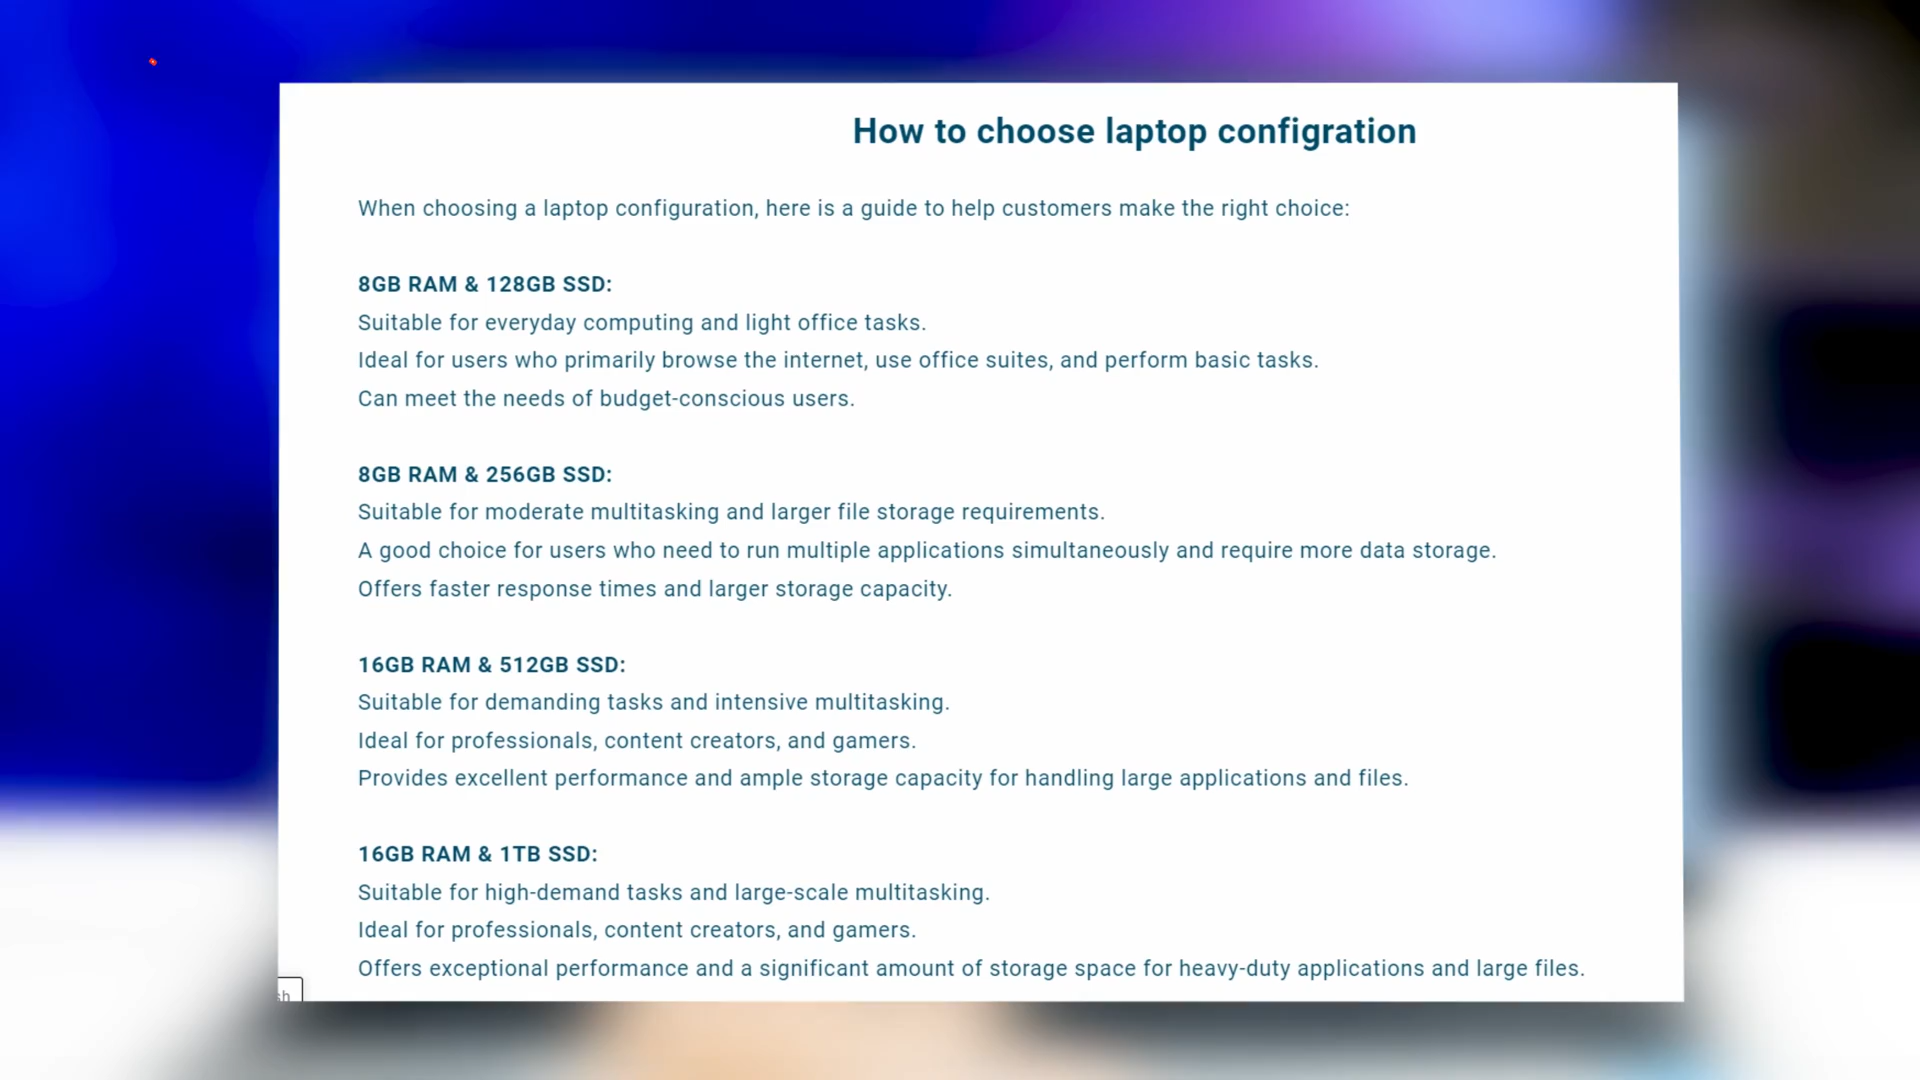 How to choose laptop configration
When choosing a laptop configuration, here is a guide to help customers make the right choice:
8GB RAM & 128GB SSD:
Suitable for everyday computing and light office tasks.
Ideal for users who primarily browse the internet, use office suites, and perform basic tasks.
Can meet the needs of budget-conscious users.
8GB RAM & 256GB SSD:
Suitable for moderate multitasking and larger file storage requirements.
A good choice for users who need to run multiple applications simultaneously and require more data storage.
Offers faster response times and larger storage capacity.
16GB RAM & 512GB SSD:
Suitable for demanding tasks and intensive multitasking.
Ideal for professionals, content creators, and gamers.
Provides excellent performance and ample storage capacity for handling large applications and files.
16GB RAM & 1TB SSD:
Suitable for high-demand tasks and large-scale multitasking.
Ideal for professionals, content creators, and gamers.
Offers exceptional performance and a significant amount of storage space for heavy-duty applications and large files.